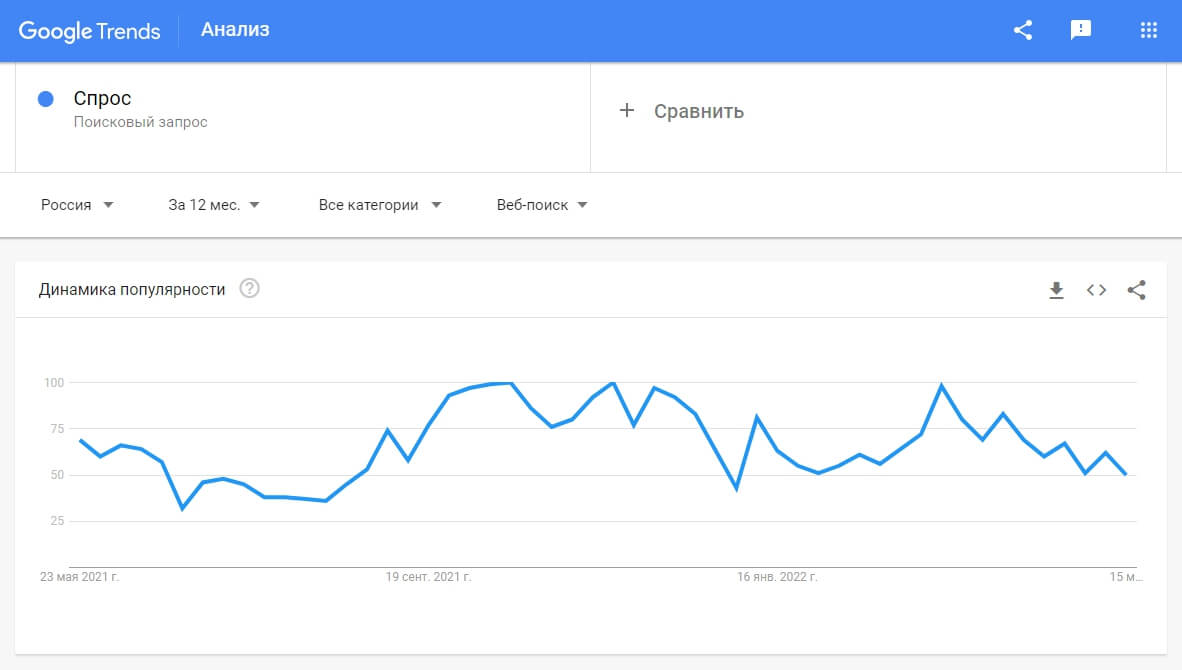 Google Trends Анализ
Спрос
Поисковый запрос
+ Сравнить
Россия За 12 мес. Все категории Веб-поиск
Динамика популярности ?
100
75
50
25
23 мая 2021 г. 19 сент. 2021 г. 16 янв. 2022 г. 15 м…